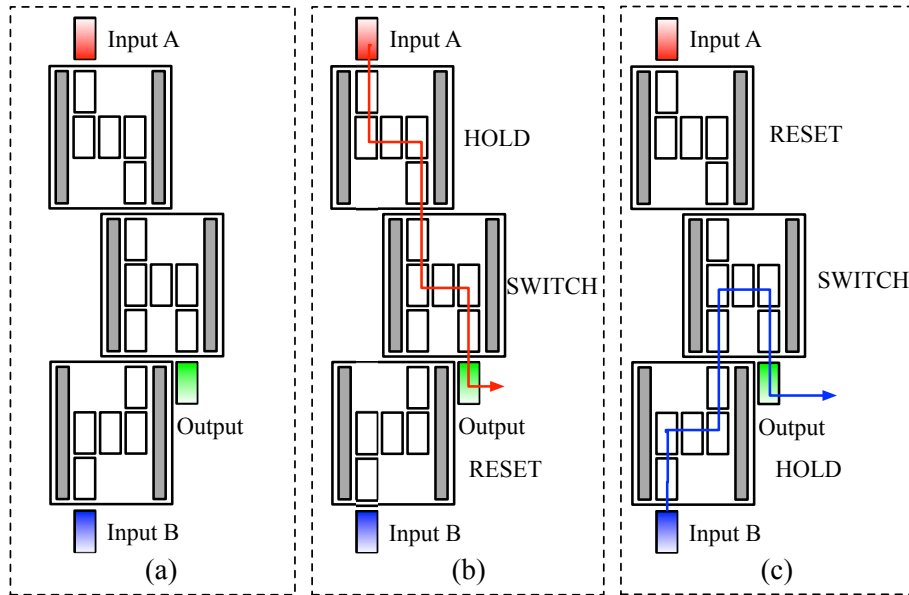 Input A
Output
Input B
(a)
Input A
HOLD
SWITCH
Output
RESET
Input B
(b)
Input A
RESET
SWITCH
Output
HOLD
Input B
(c)